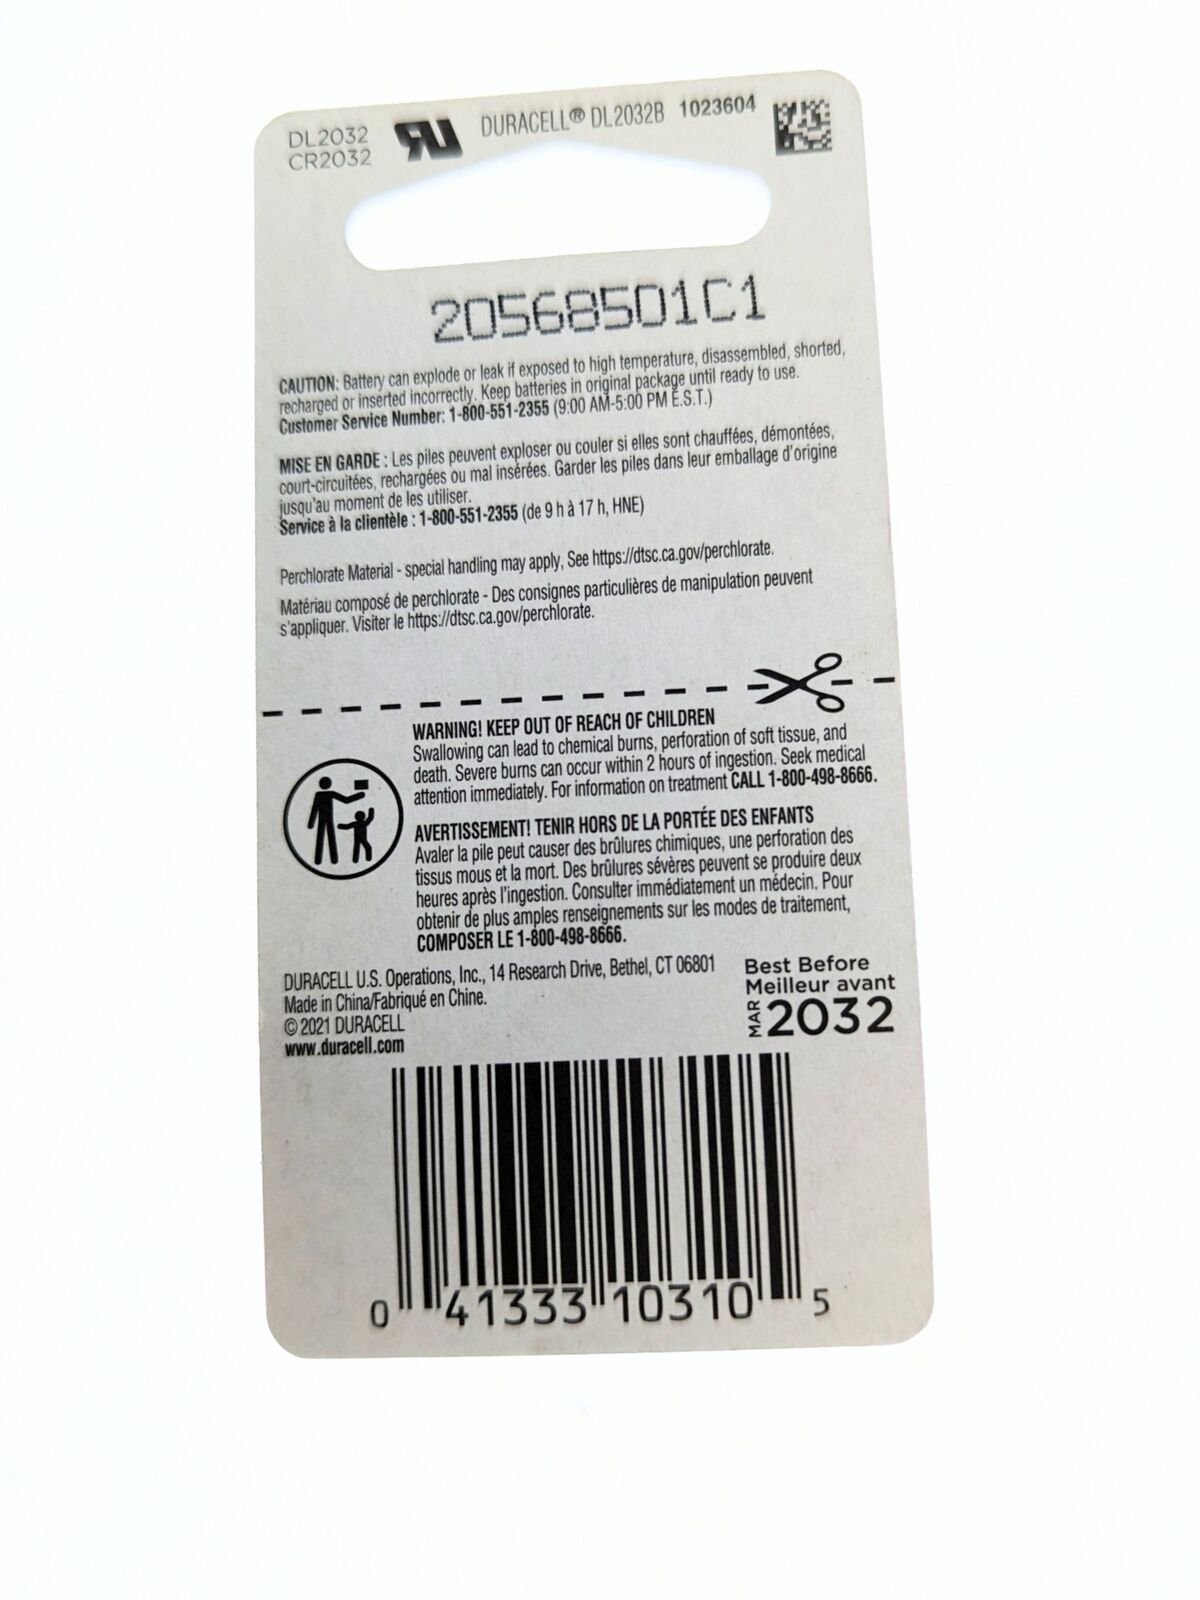 DL2032
CR2032
DURACELL® DL2032B 1023604
20568501C1
CAUTION: Battery can explode or leak if exposed to high temperature, disassembled, shorted,
recharged or inserted incorrectly. Keep batteries in original package until ready to use.
Customer Service Number: 1-800-551-2355 (9:00 AM-5:00 PM E.S.T.)
MISE EN GARDE : Les piles peuvent exploser ou couler si elles sont chauffées, démontées,
court-circuitées, rechargées ou mal insérées. Garder les piles dans leur emballage d'origine
jusqu'au moment de les utiliser.
Service à la clientèle : 1-800-551-2355 (de 9 h à 17 h, HNE)
Perchlorate Material - special handling may apply, See https://dtsc.ca.gov/perchlorate.
Matériau composé de perchlorate - Des consignes particulières de manipulation peuvent
s'appliquer. Visiter le https://dtsc.ca.gov/perchlorate.
WARNING! KEEP OUT OF REACH OF CHILDREN
Swallowing can lead to chemical burns, perforation of soft tissue, and
death. Severe burns can occur within 2 hours of ingestion. Seek medical
attention immediately. For information on treatment CALL 1-800-498-8666.
AVERTISSEMENT! TENIR HORS DE LA PORTÉE DES ENFANTS
Avaler la pile peut causer des brûlures chimiques, une perforation des
tissus mous et la mort. Des brûlures sévères peuvent se produire deux
heures après l'ingestion. Consulter immédiatement un médecin. Pour
obtenir de plus amples renseignements sur les modes de traitement,
COMPOSER LE 1-800-498-8666.
DURACELL U.S. Operations, Inc., 14 Research Drive, Bethel, CT 06801
Made in China/Fabriqué en Chine.
© 2021 DURACELL
www.duracell.com
Best Before
Meilleur avant
MAR 2032
0 41333 10310 5